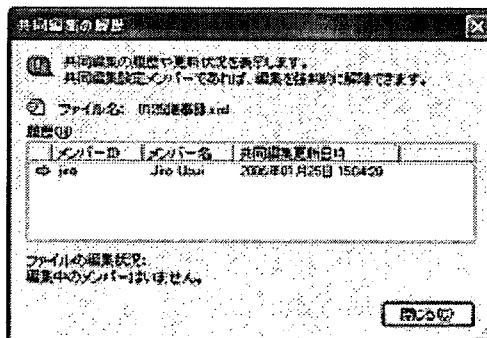 共同編集の履歴
共同編集の履歴や更新状況を表示します。
共同編集設定メンバーであれば、編集を強制的に解除できます。
ファイル名:
履歴(H)
メンバーID メンバー名 共同編集更新日時
jiro Jiro Usui 2006年01月25日 15:04:29
ファイルの編集状況:
編集中のメンバーはいません。
閉じる(C)